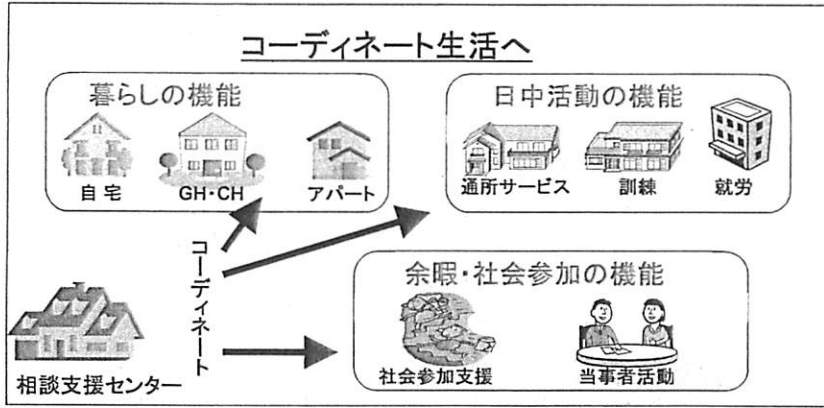 コーディネート生活へ
暮らしの機能
自宅
GH・CH
アパート
日中活動の機能
通所サービス
訓練
就労
コーディネート
相談支援センター
余暇・社会参加の機能
社会参加支援
当事者活動